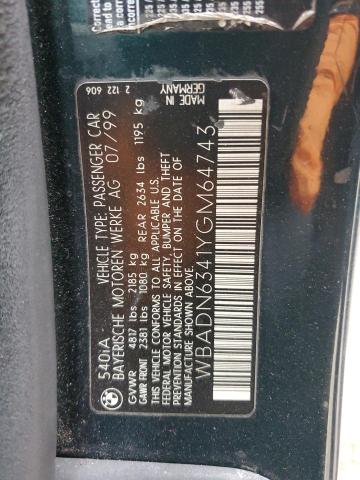 540iA VEHICLE TYPE: PASSENGER CAR
BAYERISCHE MOTOREN WERKE AG 07/99
GVWR 4817 lbs 2185 kg
GAWR FRONT 2381 lbs 1080 kg REAR 2634 lbs 1195 kg
THIS VEHICLE CONFORMS TO ALL APPLICABLE U.S.
FEDERAL MOTOR VEHICLE SAFETY, BUMPER AND
THEFT PREVENTION STANDARDS IN EFFECT ON THE DATE OF
MANUFACTURE SHOWN ABOVE.
WBADN6341YGM64743
2 122 606
MADE IN
GERMANY
Correct